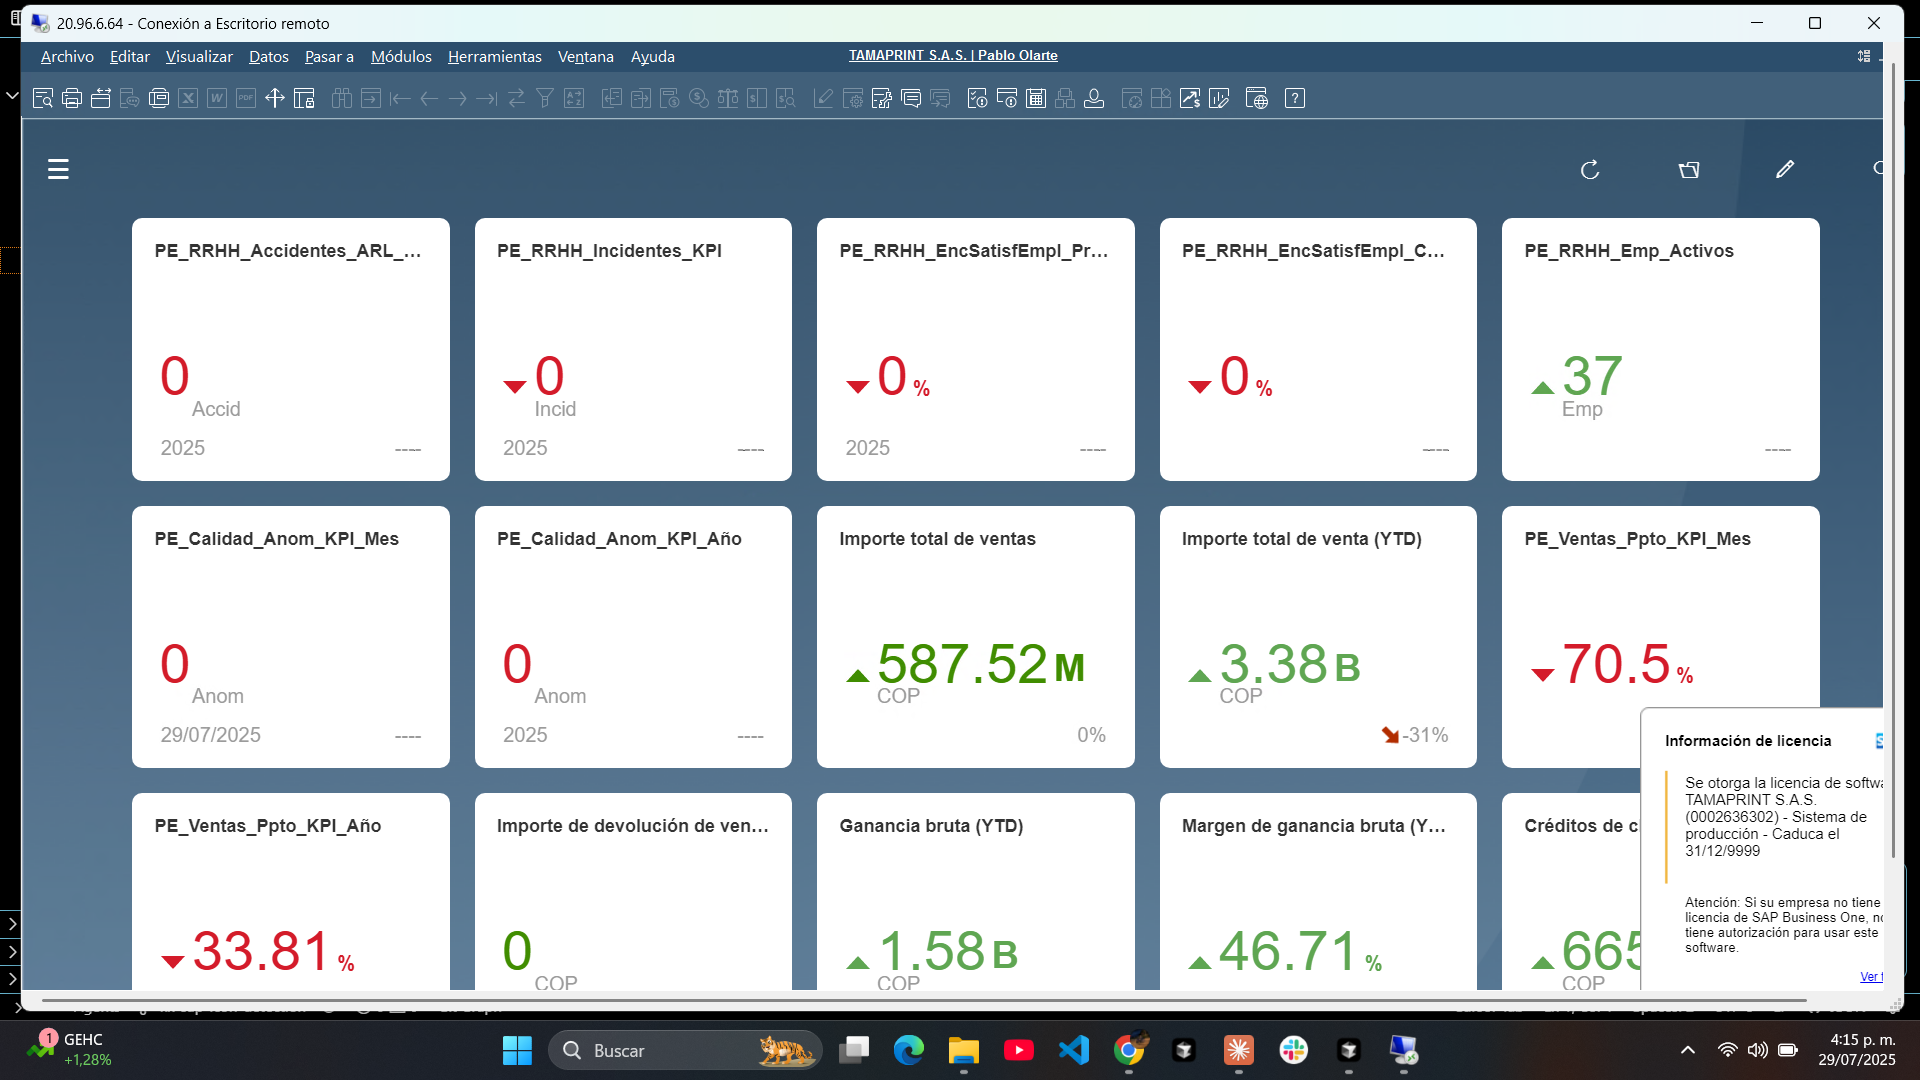 20.96.6.64 - Conexión a Escritorio remoto
Archivo Editar Visualizar Datos Pasar a Módulos Herramientas Ventana Ayuda
TAMAPRINT S.A.S. | Pablo Olarte
PE_RRHH_Accidentes_ARL_...
0
Accid
2025 ----
PE_RRHH_Incidentes_KPI
0
Incid
2025 ----
PE_RRHH_EncSatisfEmpl_Pr...
0 %
2025 ----
PE_RRHH_EncSatisfEmpl_C...
0 %
----
PE_RRHH_Emp_Activos
37
Emp
----
PE_Calidad_Anom_KPI_Mes
0
Anom
29/07/2025 ----
PE_Calidad_Anom_KPI_Año
0
Anom
2025 ----
Importe total de ventas
587.52 M
COP
0%
Importe total de venta (YTD)
3.38 B
COP
-31%
PE_Ventas_Ppto_KPI_Mes
70.5 %
PE_Ventas_Ppto_KPI_Año
33.81 %
Importe de devolución de ven...
0
COP
Ganancia bruta (YTD)
1.58 B
COP
Margen de ganancia bruta (Y...
46.71 %
Créditos de
665
COP
Información de licencia
Se otorga la licencia de softwa
TAMAPRINT S.A.S.
(0002636302) - Sistema de
producción - Caduca el
31/12/9999
Atención: Si su empresa no tiene
licencia de SAP Business One, no
tiene autorización para usar este
software.
Ver
1
GEHC
+1,28%
Buscar
4:15 p. m.
29/07/2025